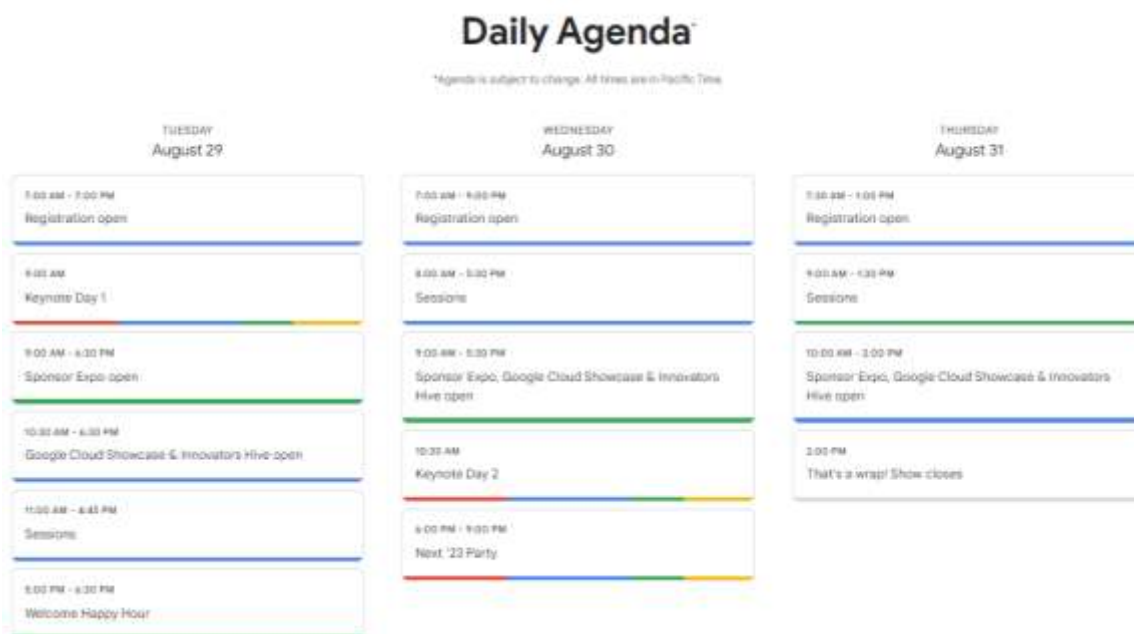 Daily Agenda*
*Agenda is subject to change. All times are in Pacific Time.
TUESDAY
August 29
7:00 AM - 7:00 PM
Registration open
9:00 AM
Keynote Day 1
9:00 AM - 6:30 PM
Sponsor Expo open
10:30 AM - 6:30 PM
Google Cloud Showcase & Innovators Hive open
11:00 AM - 6:45 PM
Sessions
5:00 PM - 6:30 PM
Welcome Happy Hour
WEDNESDAY
August 30
7:00 AM - 9:00 PM
Registration open
8:00 AM - 5:30 PM
Sessions
9:00 AM - 5:30 PM
Sponsor Expo, Google Cloud Showcase & Innovators
Hive open
10:30 AM
Keynote Day 2
6:00 PM - 9:00 PM
Next '23 Party
THURSDAY
August 31
7:30 AM - 1:00 PM
Registration open
9:00 AM - 1:30 PM
Sessions
10:00 AM - 2:00 PM
Sponsor Expo, Google Cloud Showcase & Innovators
Hive open
2:00 PM
That's a wrap! Show closes